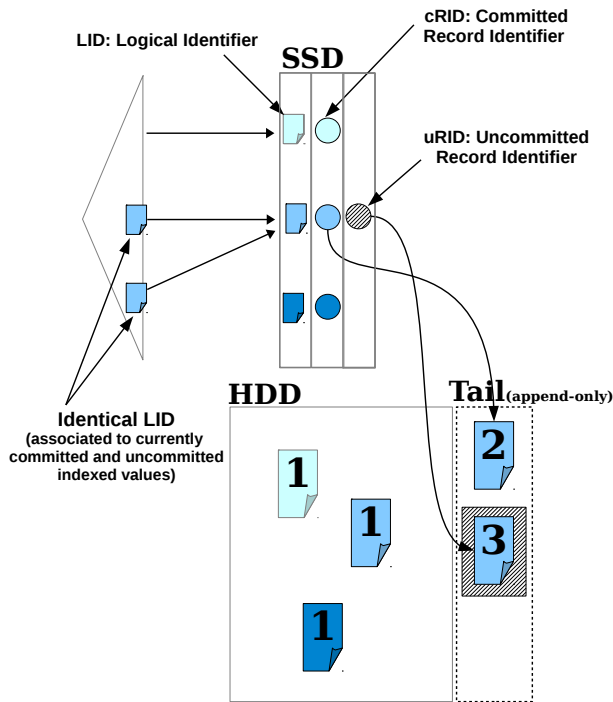 LID: Logical Identifier
cRID: Committed
Record Identifier
SSD
uRID: Uncommitted
Record Identifier
Identical LID
(associated to currently
committed and uncommitted
indexed values)
HDD
Tail(append-only)
1
1
1
2
3